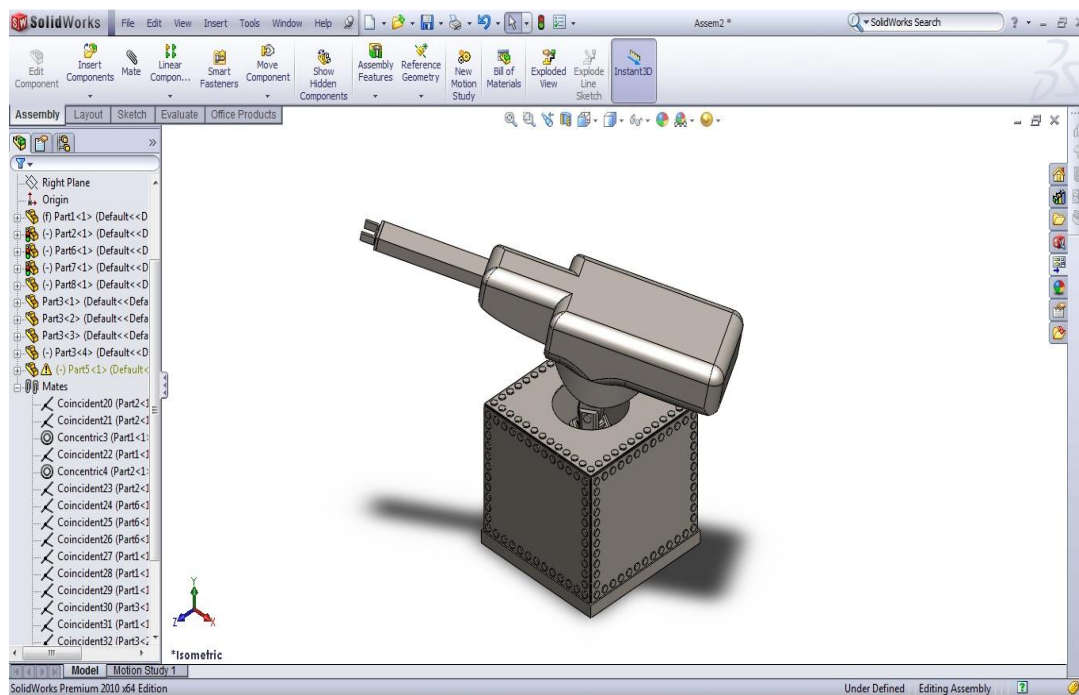 SolidWorks File Edit View Insert Tools Window Help Assem2 * SolidWorks Search
Edit Component
Insert Components
Mate
Linear Compon...
Smart Fasteners
Move Component
Show Hidden Components
Assembly Features
Reference Geometry
New Motion Study
Bill of Materials
Exploded View
Explode Line Sketch
Instant3D
Assembly Layout Sketch Evaluate Office Products
Right Plane
Origin
(f) Part1<1> (Default<<D
(-) Part2<1> (Default<<D
(-) Part6<1> (Default<<D
(-) Part7<1> (Default<<D
(-) Part8<1> (Default<<D
Part3<1> (Default<<Defa
Part3<2> (Default<<Defa
Part3<3> (Default<<Defa
(-) Part3<4> (Default<<D
(-) Part5<1> (Default<
Mates
Coincident20 (Part2<1
Coincident21 (Part2<1
Concentric3 (Part1<1>
Coincident22 (Part1<1
Concentric4 (Part2<1>
Coincident23 (Part2<1
Coincident24 (Part6<1
Coincident25 (Part6<1
Coincident26 (Part6<1
Coincident27 (Part1<1
Coincident28 (Part1<1
Coincident29 (Part1<1
Coincident30 (Part3<1
Coincident31 (Part1<1
Coincident32 (Part3<2
Y
Z X
*Isometric
Model Motion Study 1
SolidWorks Premium 2010 x64 Edition Under Defined Editing Assembly